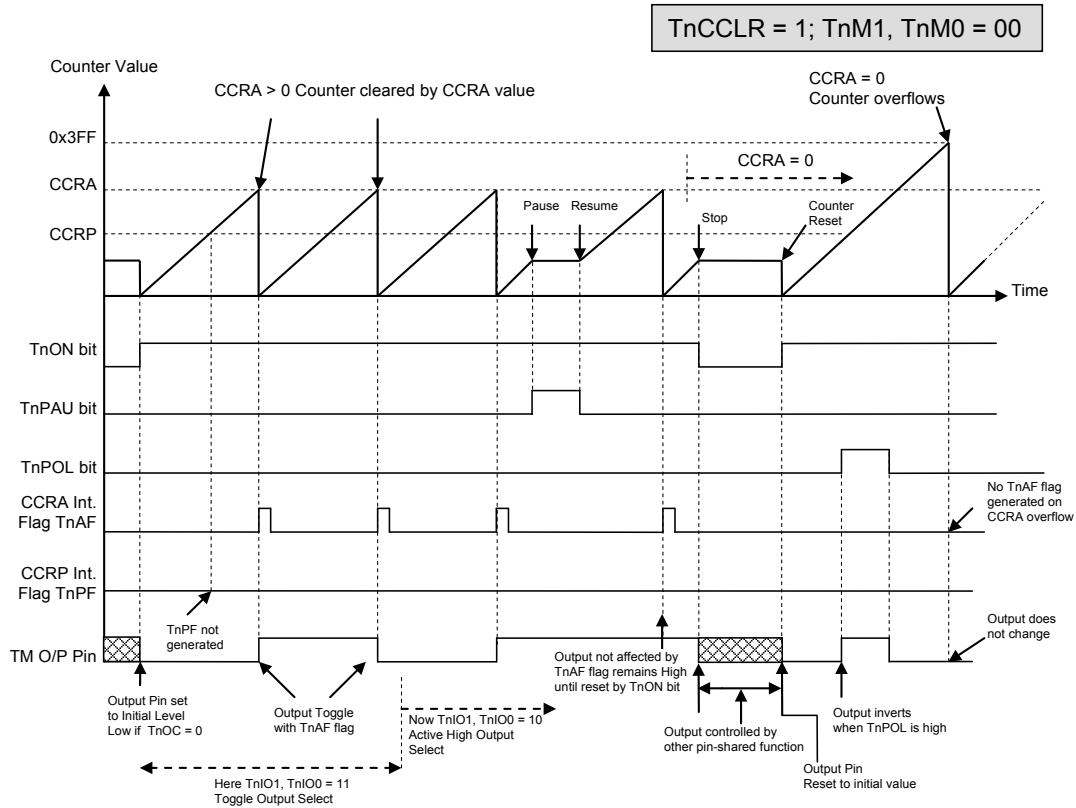 TnCCLR = 1; TnM1, TnM0 = 00
Counter Value
CCRA > 0 Counter cleared by CCRA value
CCRA = 0
Counter overflows
0x3FF
CCRA = 0
CCRA
Pause
Resume
Stop
Counter
Reset
CCRP
Time
TnON bit
TnPAU bit
TnPOL bit
CCRA Int.
Flag TnAF
No TnAF flag
generated on
CCRA overflow
CCRP Int.
Flag TnPF
TnPF not
generated
TM O/P Pin
Output does
not change
Output not affected by
TnAF flag remains High
until reset by TnON bit
Output Pin set
to Initial Level
Low if TnOC = 0
Output Toggle
with TnAF flag
Now TnIO1, TnIO0 = 10
Active High Output
Select
Output controlled by
other pin-shared function
Output inverts
when TnPOL is high
Output Pin
Reset to initial value
Here TnIO1, TnIO0 = 11
Toggle Output Select